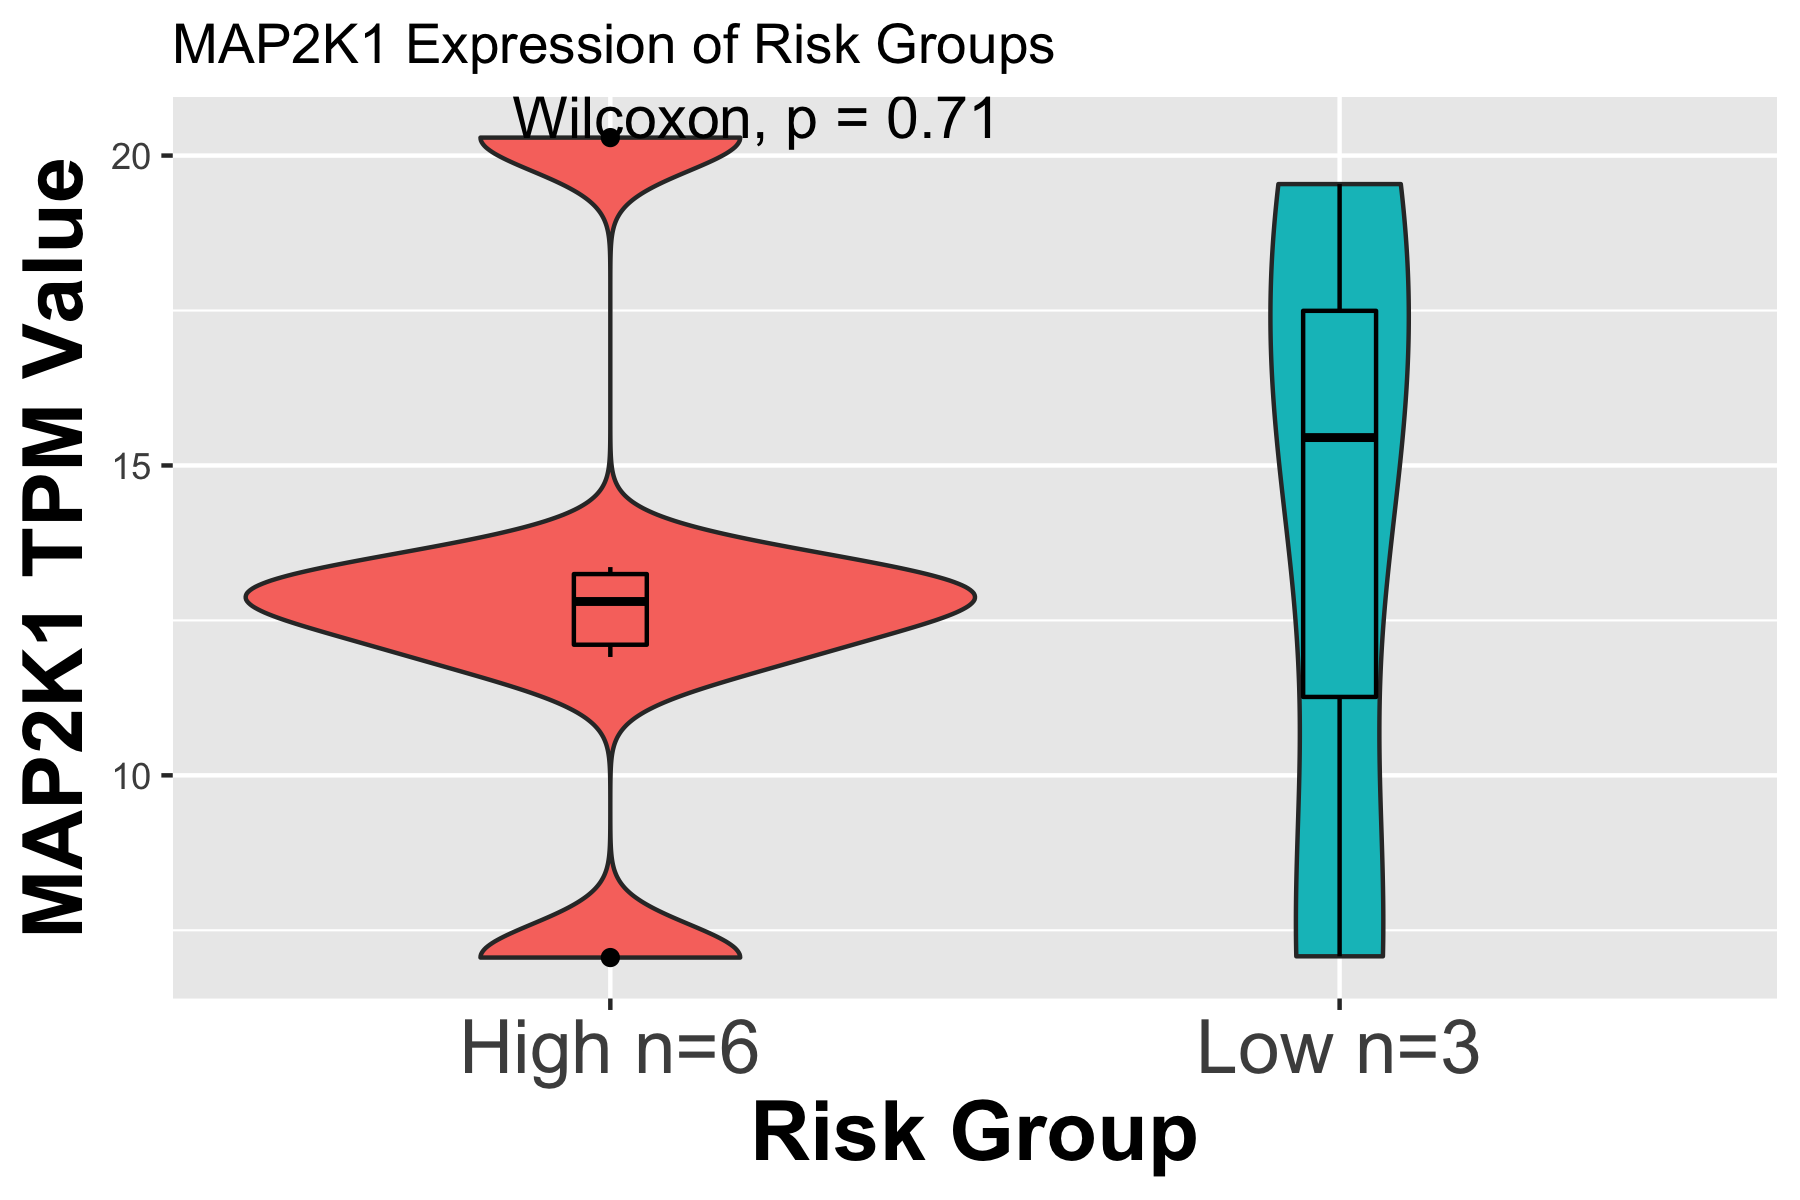 MAP2K1 Expression of Risk Groups
Wilcoxon, p = 0.71
MAP2K1 TPM Value
20
15
10
High n=6
Low n=3
Risk Group